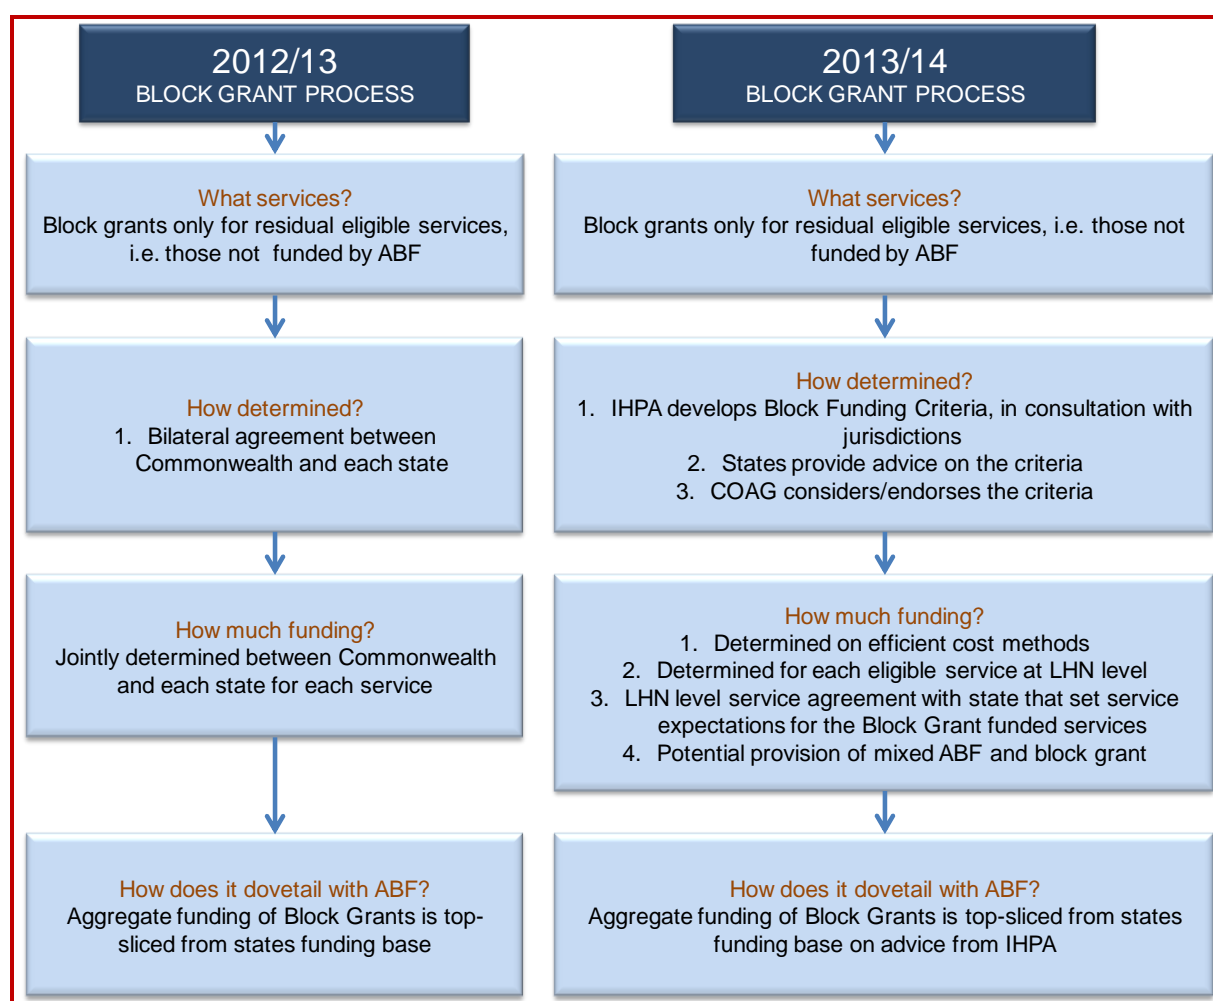 2012/13
BLOCK GRANT PROCESS
What services?
Block grants only for residual eligible services,
i.e. those not funded by ABF
How determined?
1. Bilateral agreement between
Commonwealth and each state
How much funding?
Jointly determined between Commonwealth
and each state for each service
How does it dovetail with ABF?
Aggregate funding of Block Grants is top-
sliced from states funding base
2013/14
BLOCK GRANT PROCESS
What services?
Block grants only for residual eligible services, i.e. those not
funded by ABF
How determined?
1. IHPA develops Block Funding Criteria, in consultation with
jurisdictions
2. States provide advice on the criteria
3. COAG considers/endorses the criteria
How much funding?
1. Determined on efficient cost methods
2. Determined for each eligible service at LHN level
3. LHN level service agreement with state that set service
expectations for the Block Grant funded services
4. Potential provision of mixed ABF and block grant
How does it dovetail with ABF?
Aggregate funding of Block Grants is top-sliced from states
funding base on advice from IHPA